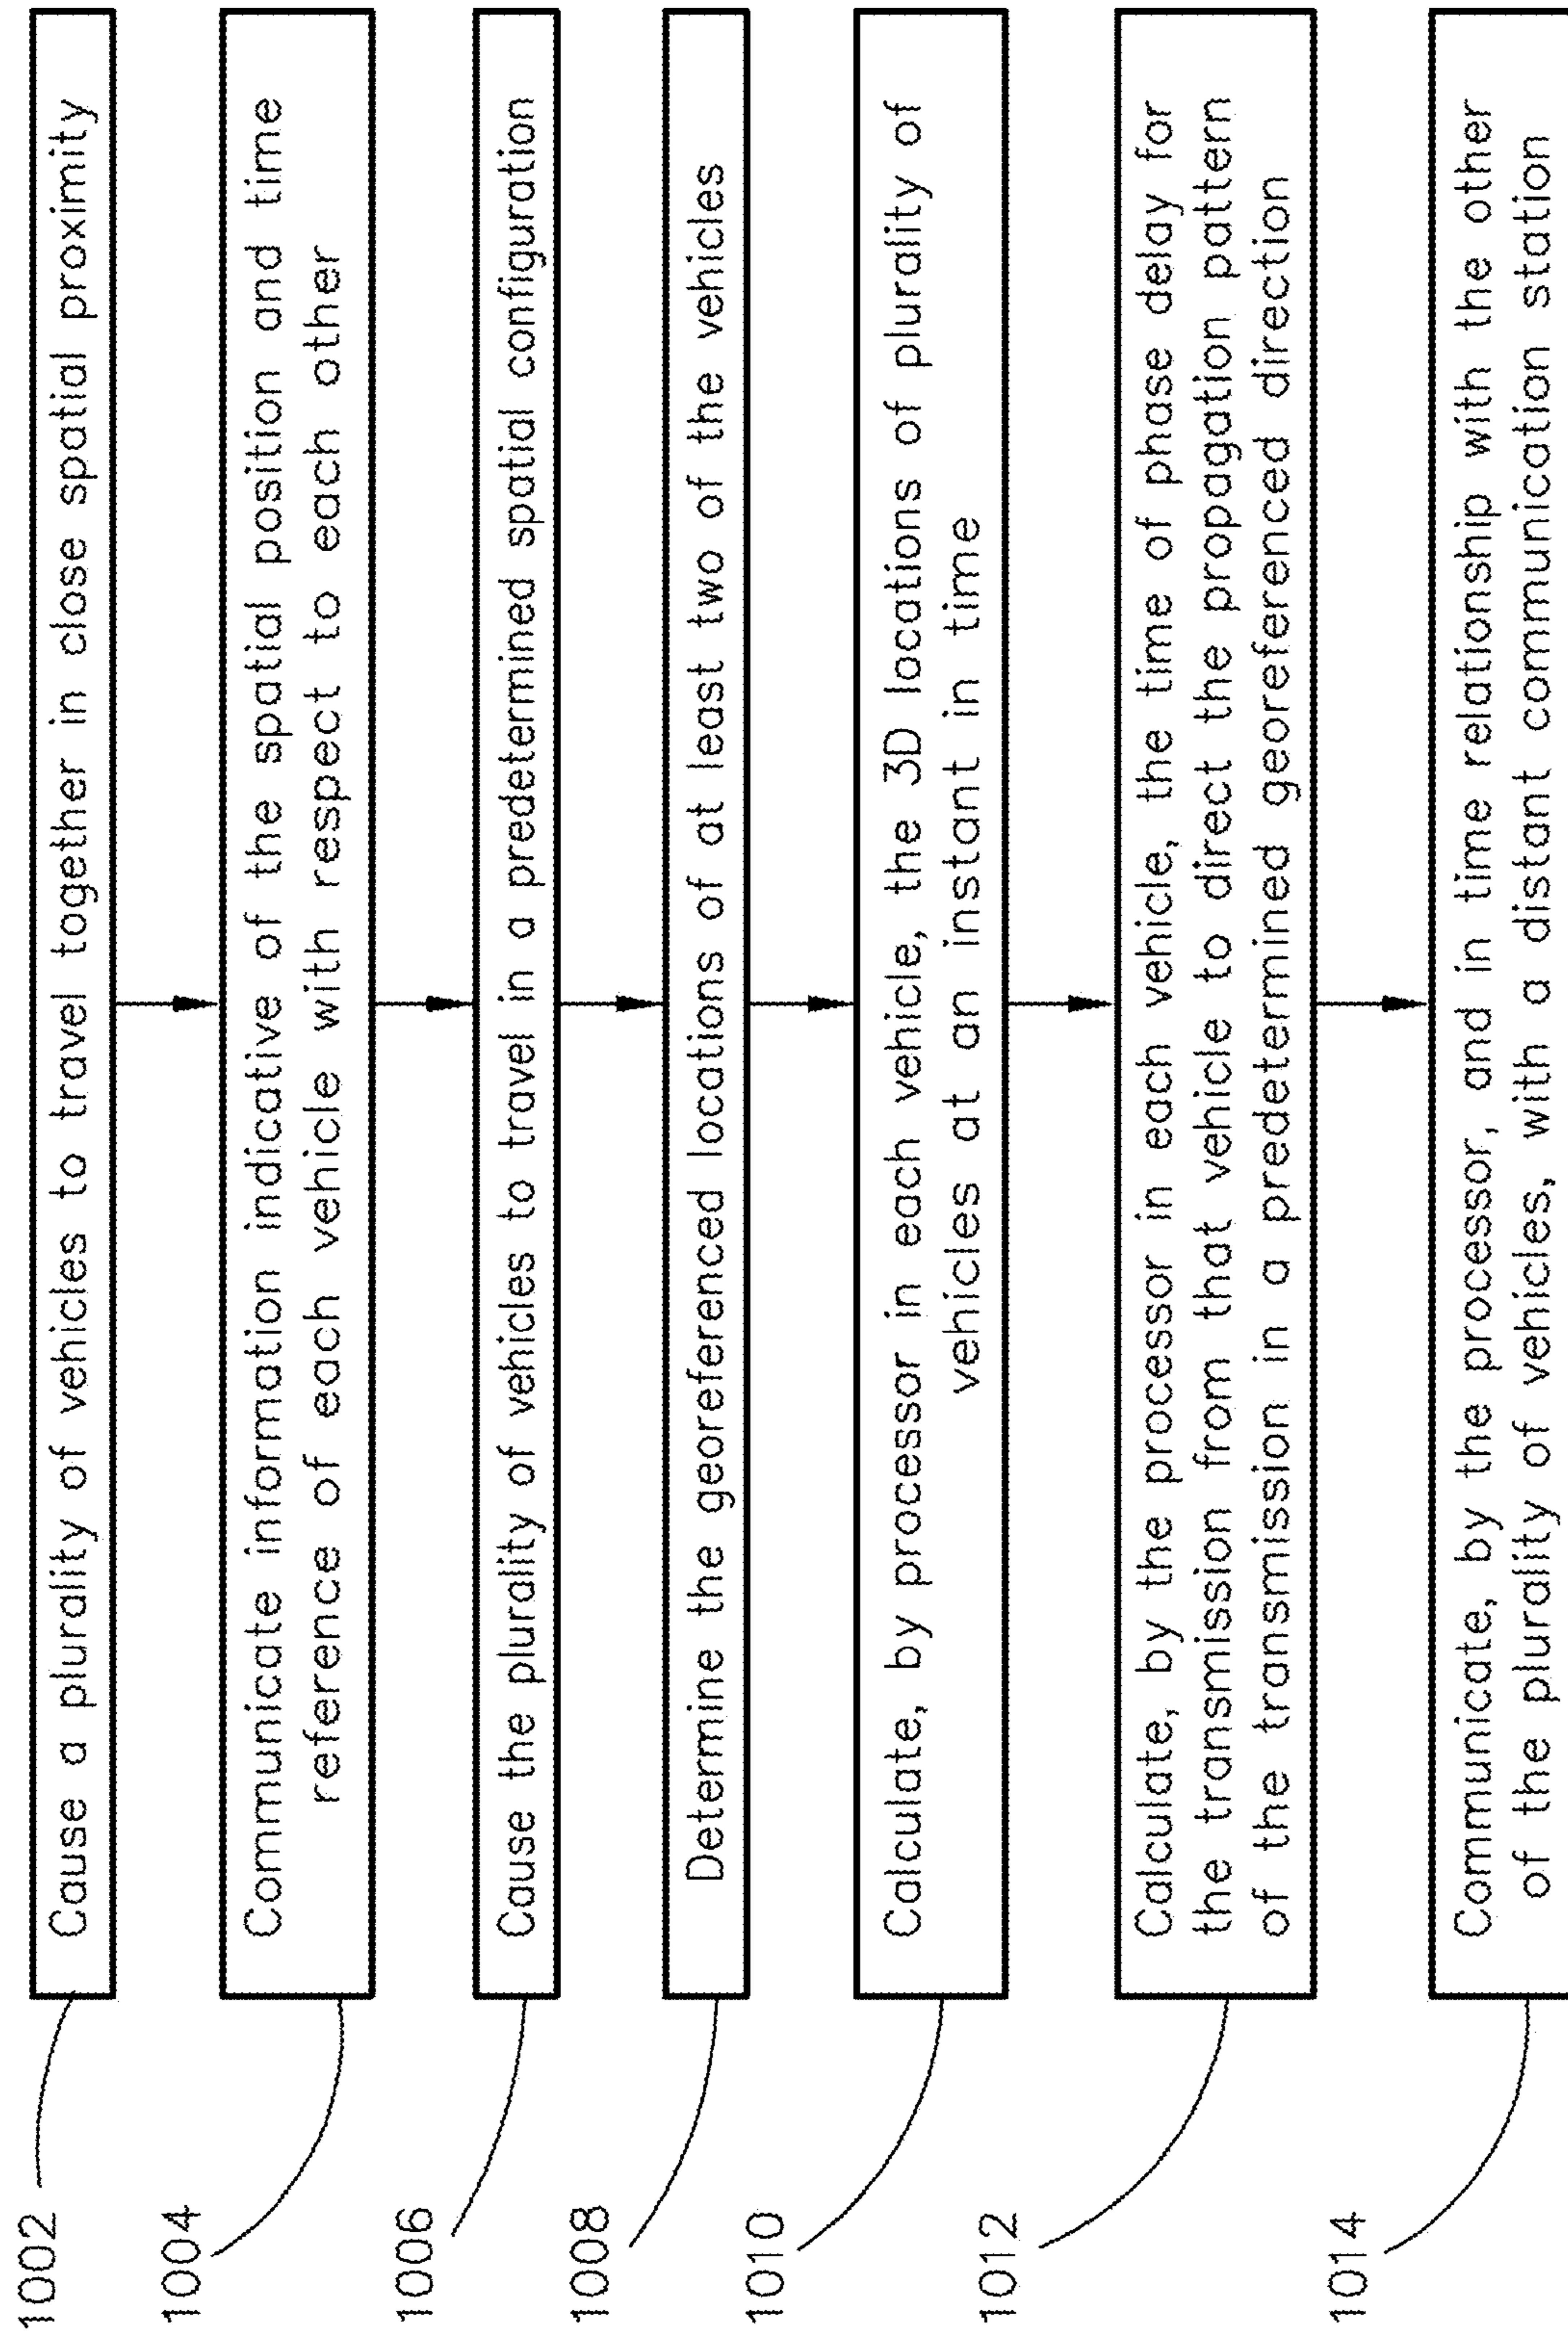 1002
Cause a plurality of vehicles to travel together in close spatial proximity
1004
Communicate information indicative of the spatial position and time
reference of each vehicle with respect to each other
1006
Cause the plurality of vehicles to travel in a predetermined spatial configuration
1008
Determine the georeferenced locations of at least two of the vehicles
1010
Calculate, by processor in each vehicle, the 3D locations of plurality of
vehicles at an instant in time
1012
Calculate, by the processor in each vehicle, the time of phase delay for
the transmission from that vehicle to direct the propagation pattern
of the transmission in a predetermined georeferenced direction
1014
Communicate, by the processor, and in time relationship with the other
of the plurality of vehicles, with a distant communication station